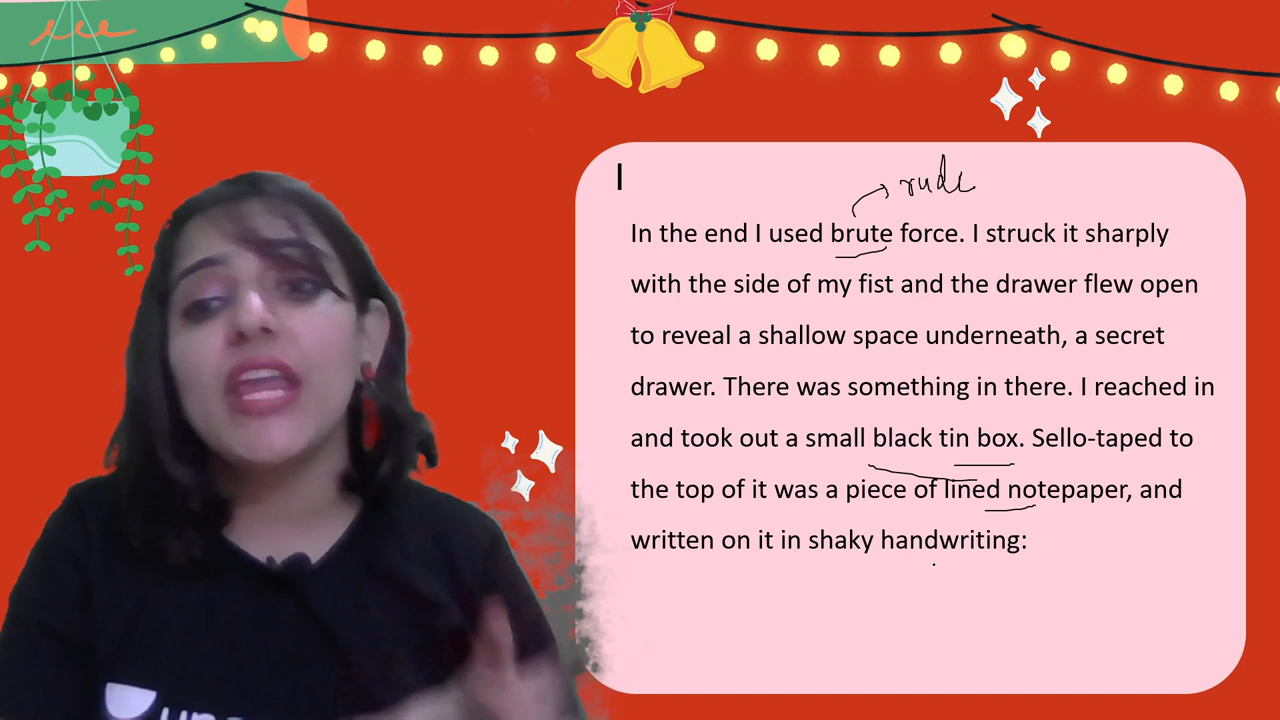 I
rude
In the end I used brute force. I struck it sharply
with the side of my fist and the drawer flew open
to reveal a shallow space underneath, a secret
drawer. There was something in there. I reached in
and took out a small black tin box. Sello-taped to
the top of it was a piece of lined notepaper, and
written on it in shaky handwriting: